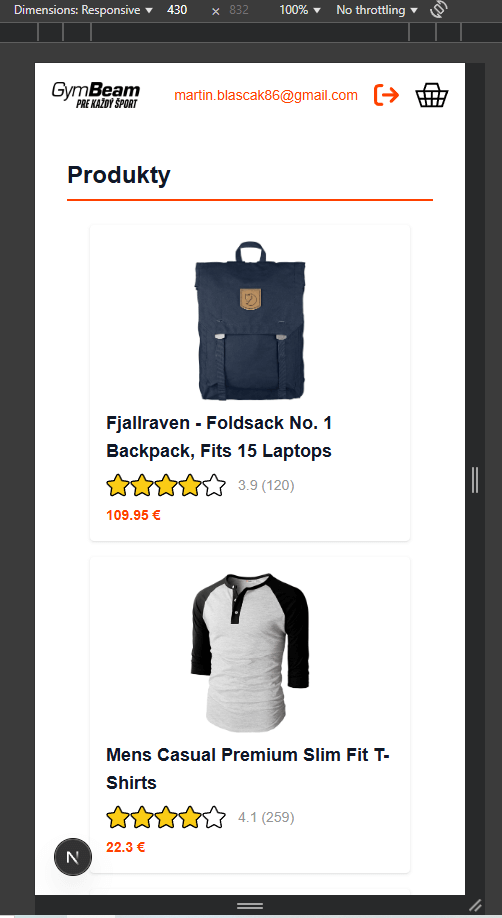 Dimensions: Responsive 430 × 832 100% No throttling
GymBeam
PRE KAŽDÝ ŠPORT
martin.blascak86@gmail.com
Produkty
Fjallraven - Foldsack No. 1
Backpack, Fits 15 Laptops
3.9 (120)
109.95 €
Mens Casual Premium Slim Fit T-
Shirts
4.1 (259)
22.3 €
N